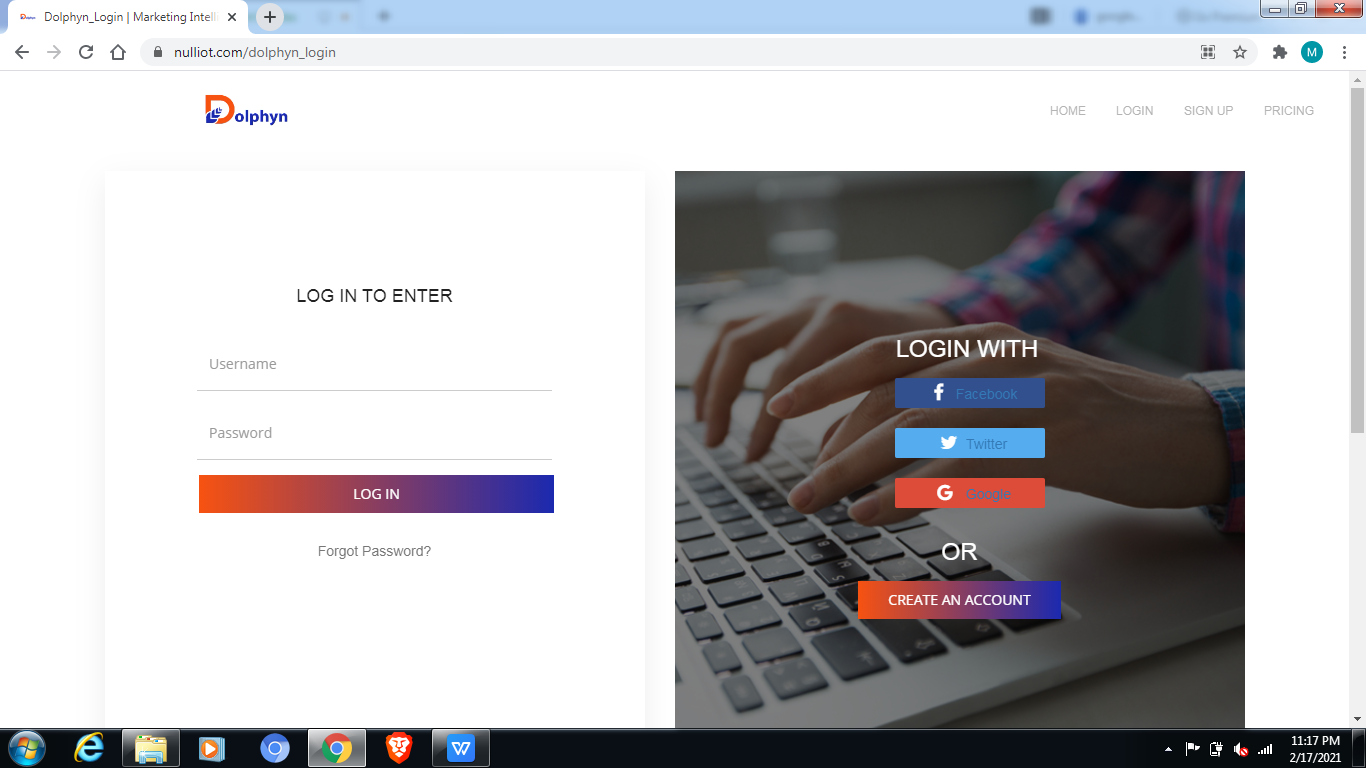 Dolphyn_Login | Marketing Intelli
nulliot.com/dolphyn_login
M
Dolphyn
HOME
LOGIN
SIGN UP
PRICING
LOG IN TO ENTER
Username
Password
LOG IN
Forgot Password?
LOGIN WITH
Facebook
Twitter
Google
OR
CREATE AN ACCOUNT
11:17 PM
2/17/2021